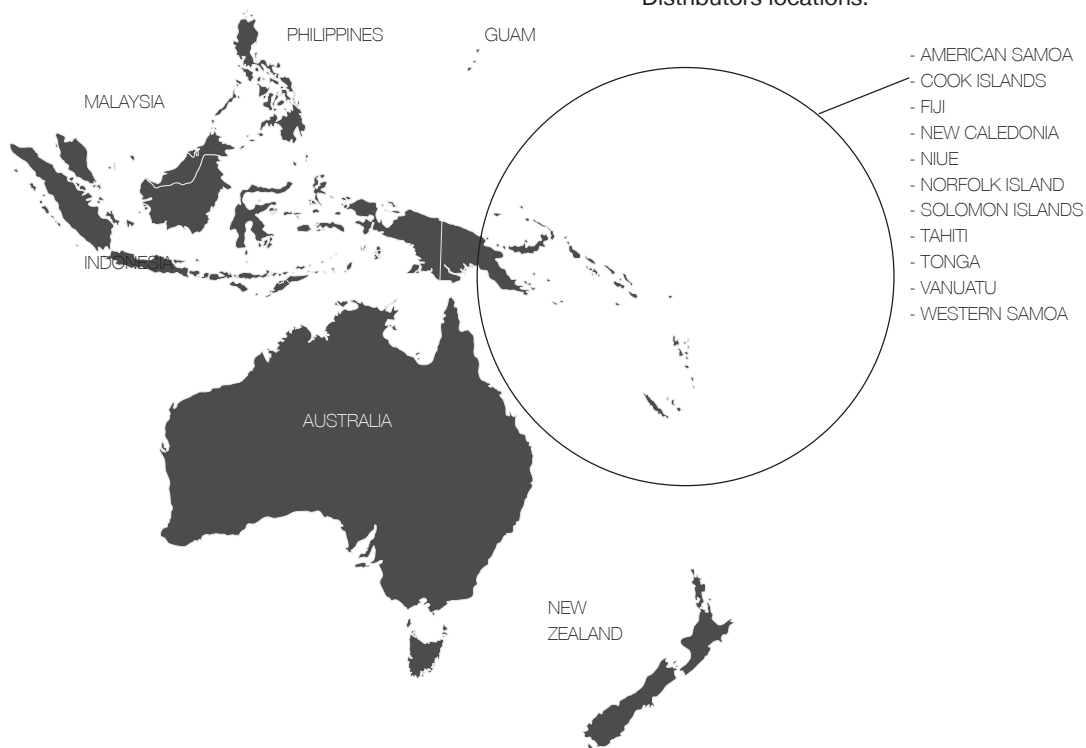 Distributors locations:
PHILIPPINES
GUAM
MALAYSIA
INDONESIA
AUSTRALIA
NEW
ZEALAND
- AMERICAN SAMOA
- COOK ISLANDS
- FIJI
- NEW CALEDONIA
- NIUE
- NORFOLK ISLAND
- SOLOMON ISLANDS
- TAHITI
- TONGA
- VANUATU
- WESTERN SAMOA